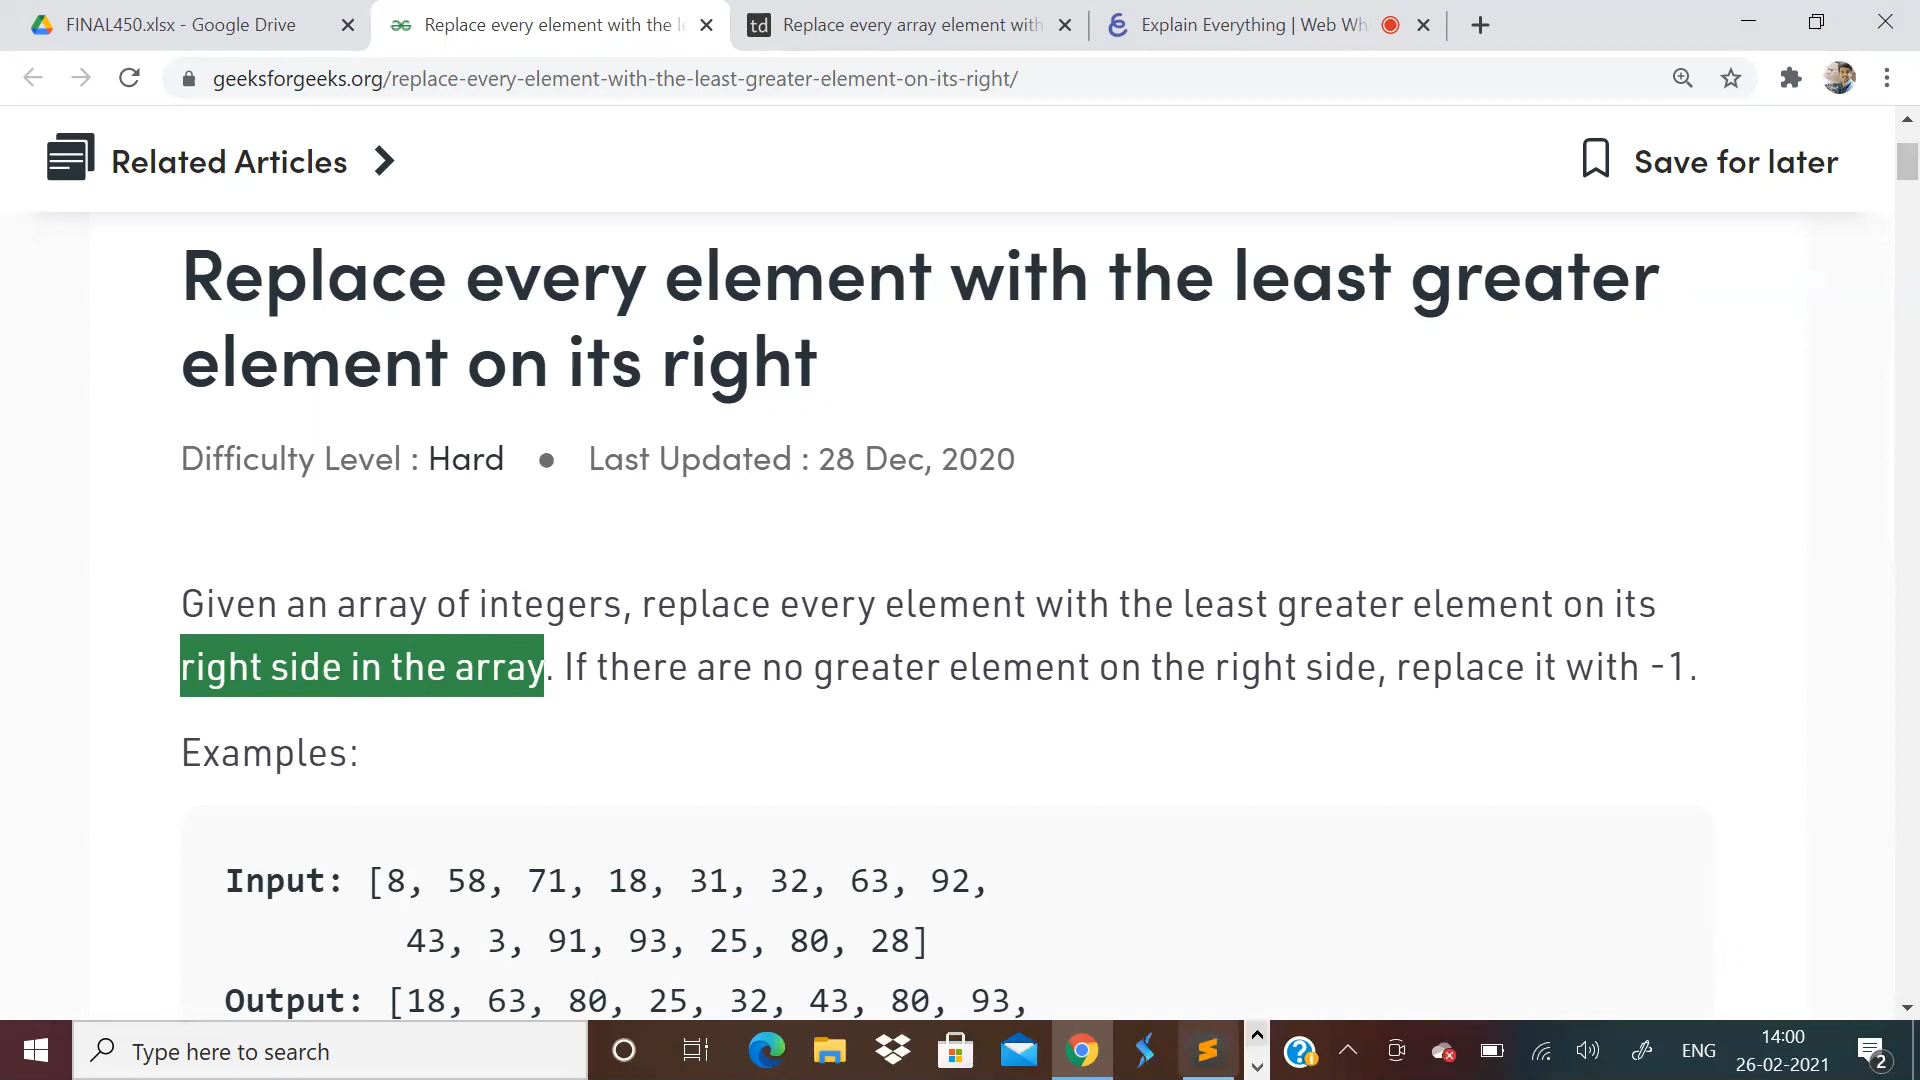 FINAL450.xlsx - Google Drive
Replace every element with the l
td Replace every array element with
Explain Everything | Web Wh
geeksforgeeks.org/replace-every-element-with-the-least-greater-element-on-its-right/
Related Articles
Save for later
Replace every element with the least greater
element on its right
Difficulty Level : Hard ● Last Updated : 28 Dec, 2020
Given an array of integers, replace every element with the least greater element on its
right side in the array. If there are no greater element on the right side, replace it with -1.
Examples:
Input: [8, 58, 71, 18, 31, 32, 63, 92,
43, 3, 91, 93, 25, 80, 28]
Output: [18, 63, 80, 25, 32, 43, 80, 93,
Type here to search
ENG
14:00
26-02-2021
2